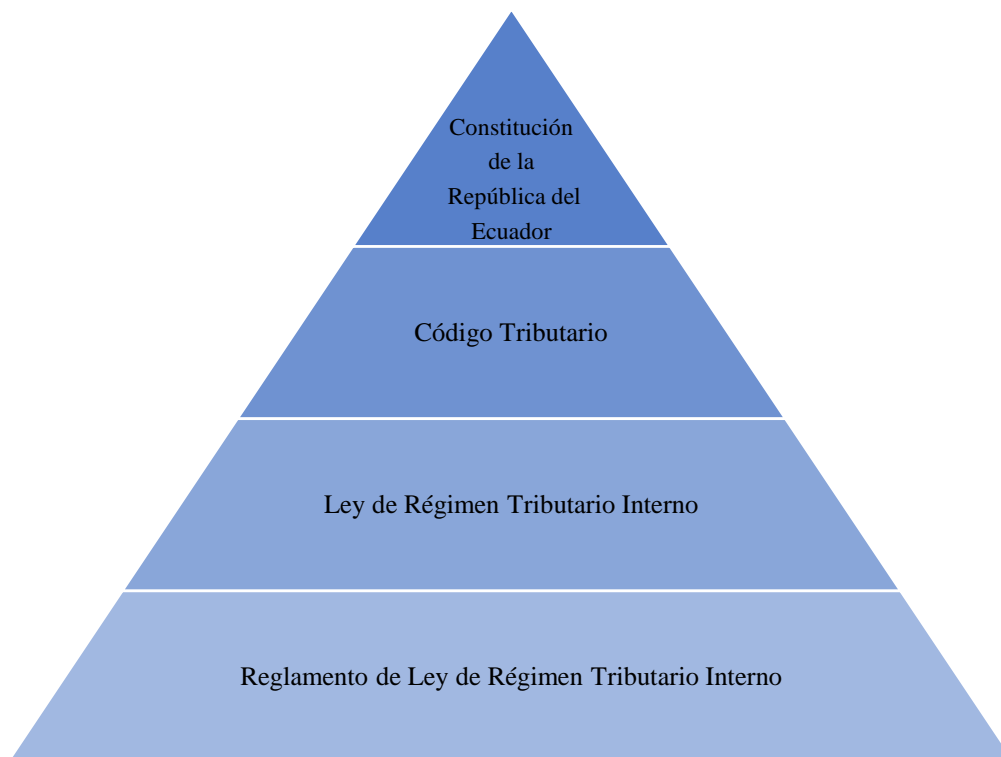 Constitución
de la
República del
Ecuador
Código Tributario
Ley de Régimen Tributario Interno
Reglamento de Ley de Régimen Tributario Interno